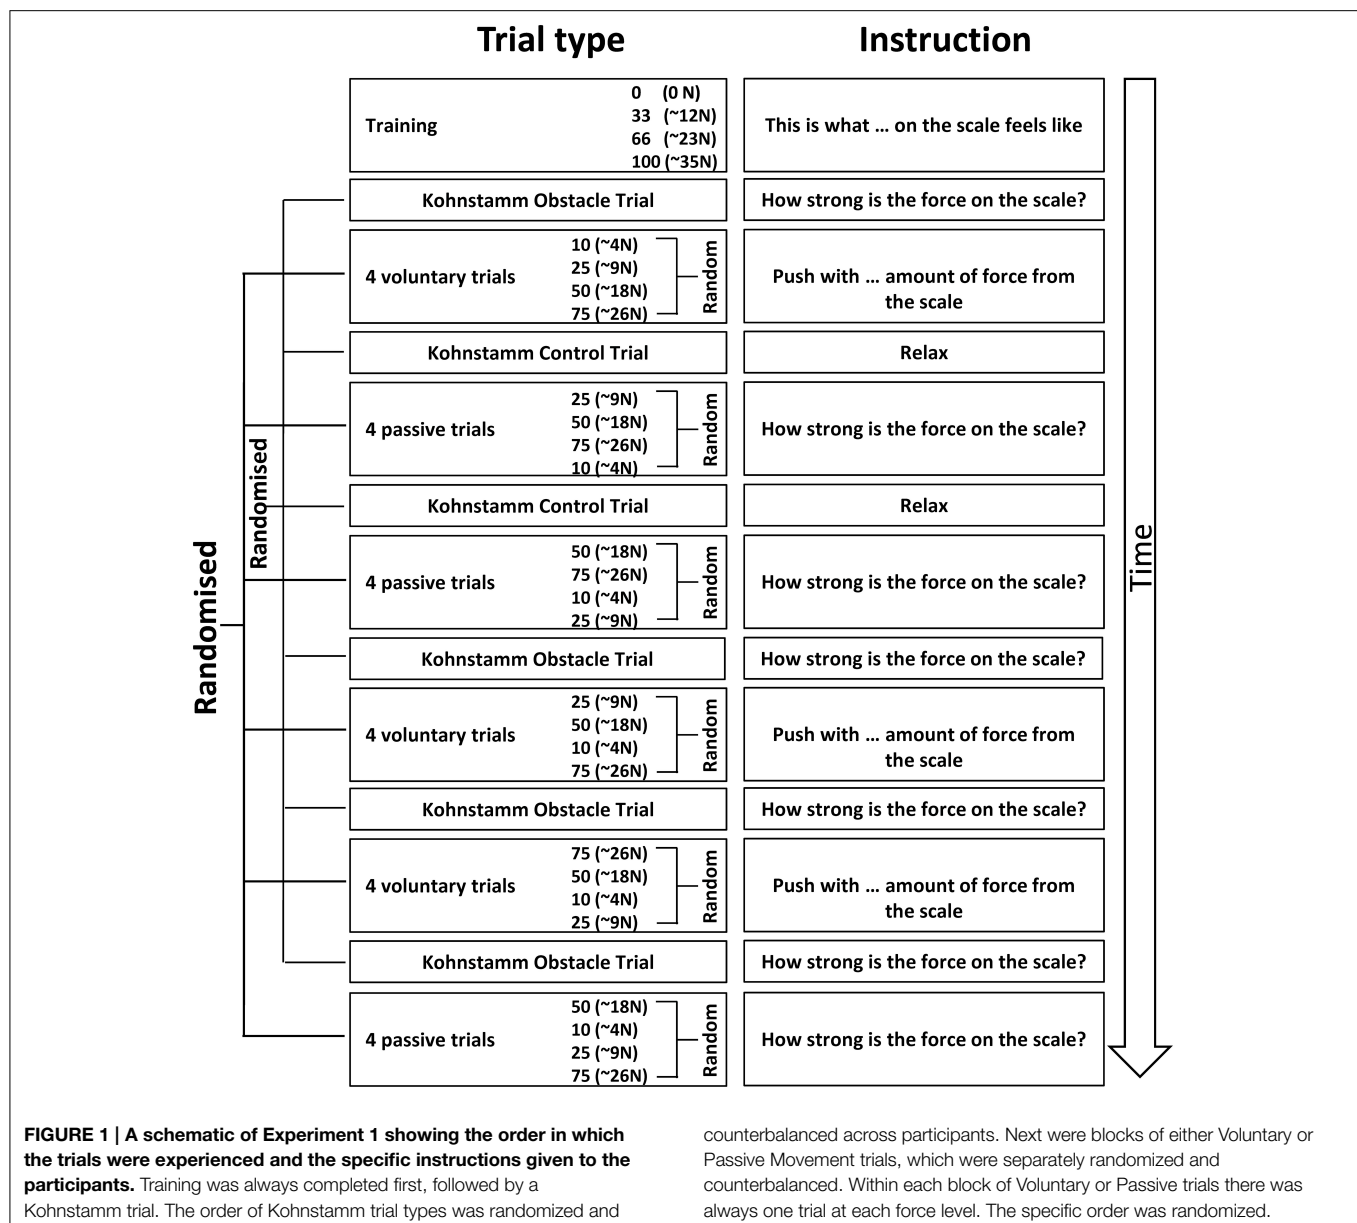 Trial type
Instruction
Training
0 (0 N)
33 (~12N)
66 (~23N)
100 (~35N)
This is what ... on the scale feels like
Kohnstamm Obstacle Trial
How strong is the force on the scale?
4 voluntary trials
10 (~4N)
25 (~9N)
50 (~18N)
75 (~26N)
Random
Push with ... amount of force from
the scale
Kohnstamm Control Trial
Relax
4 passive trials
25 (~9N)
50 (~18N)
75 (~26N)
10 (~4N)
Random
How strong is the force on the scale?
Kohnstamm Control Trial
Relax
4 passive trials
50 (~18N)
75 (~26N)
10 (~4N)
25 (~9N)
Random
How strong is the force on the scale?
Kohnstamm Obstacle Trial
How strong is the force on the scale?
4 voluntary trials
25 (~9N)
50 (~18N)
10 (~4N)
75 (~26N)
Random
Push with ... amount of force from
the scale
Kohnstamm Obstacle Trial
How strong is the force on the scale?
4 voluntary trials
75 (~26N)
50 (~18N)
10 (~4N)
25 (~9N)
Random
Push with ... amount of force from
the scale
Kohnstamm Obstacle Trial
How strong is the force on the scale?
4 passive trials
50 (~18N)
10 (~4N)
25 (~9N)
75 (~26N)
Random
How strong is the force on the scale?
Randomised
Randomised
Time
FIGURE 1 | A schematic of Experiment 1 showing the order in which
the trials were experienced and the specific instructions given to the
participants. Training was always completed first, followed by a
Kohnstamm trial. The order of Kohnstamm trial types was randomized and
counterbalanced across participants. Next were blocks of either Voluntary or
Passive Movement trials, which were separately randomized and
counterbalanced. Within each block of Voluntary or Passive trials there was
always one trial at each force level. The specific order was randomized.